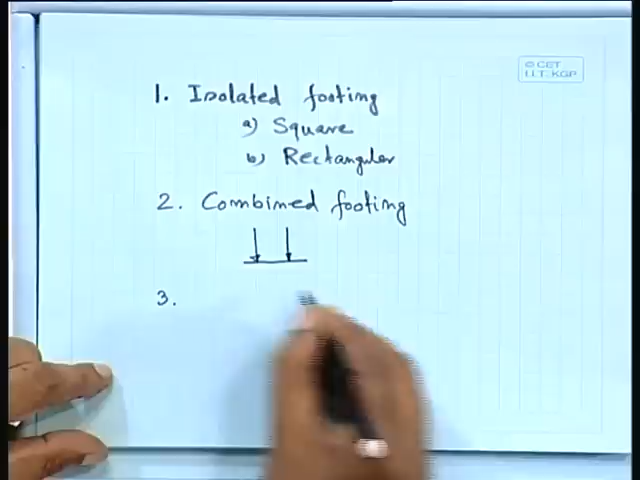 © CET
I.I.T. KGP
1. Isolated footing
a) Square
b) Rectangular
2. Combined footing
3.